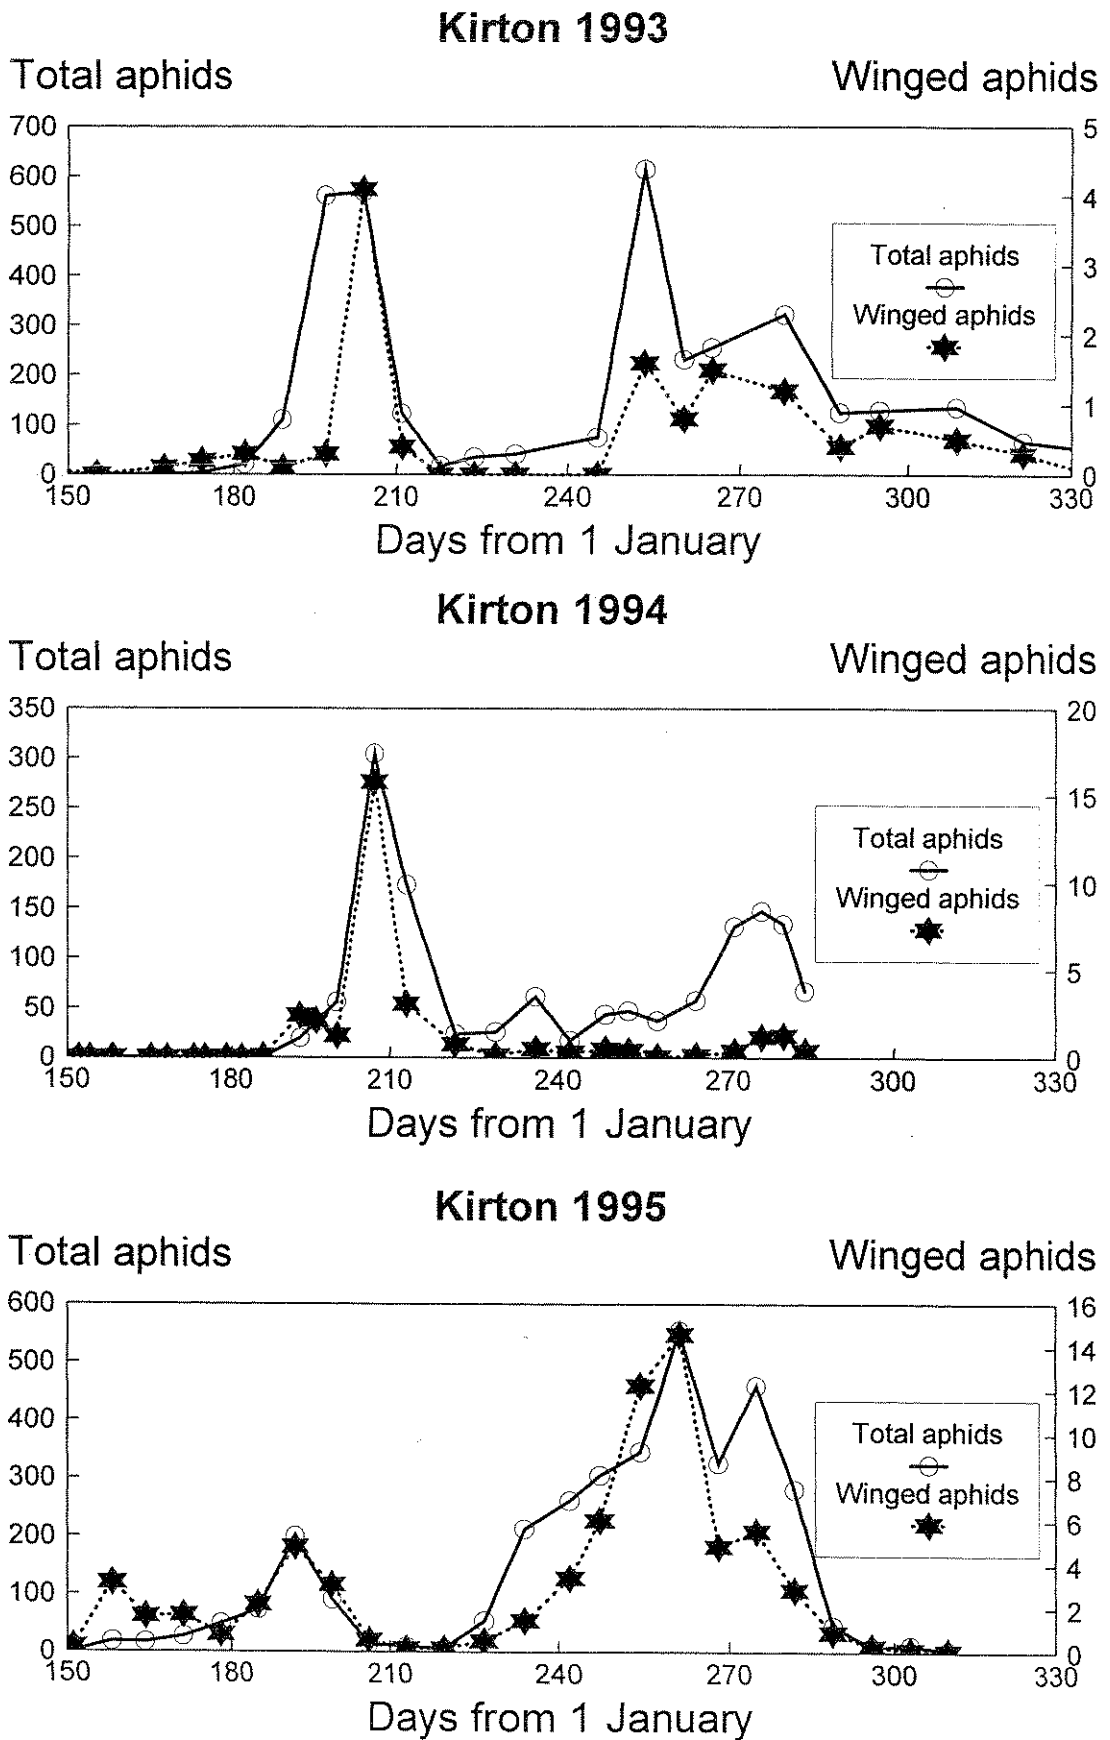 Kirton 1993
Total aphids Winged aphids
700 5
600
500 4
400 3
300 2
200
100 1
0 0
150 180 210 240 270 300 330
Total aphids
Winged aphids
Days from 1 January
Kirton 1994
Total aphids Winged aphids
350 20
300
250 15
200
150 10
100
50 5
0 0
150 180 210 240 270 300 330
Total aphids
Winged aphids
Days from 1 January
Kirton 1995
Total aphids Winged aphids
600 16
500 14
400 12
10
300 8
200 6
100 4
2
0 0
150 180 210 240 270 300 330
Total aphids
Winged aphids
Days from 1 January